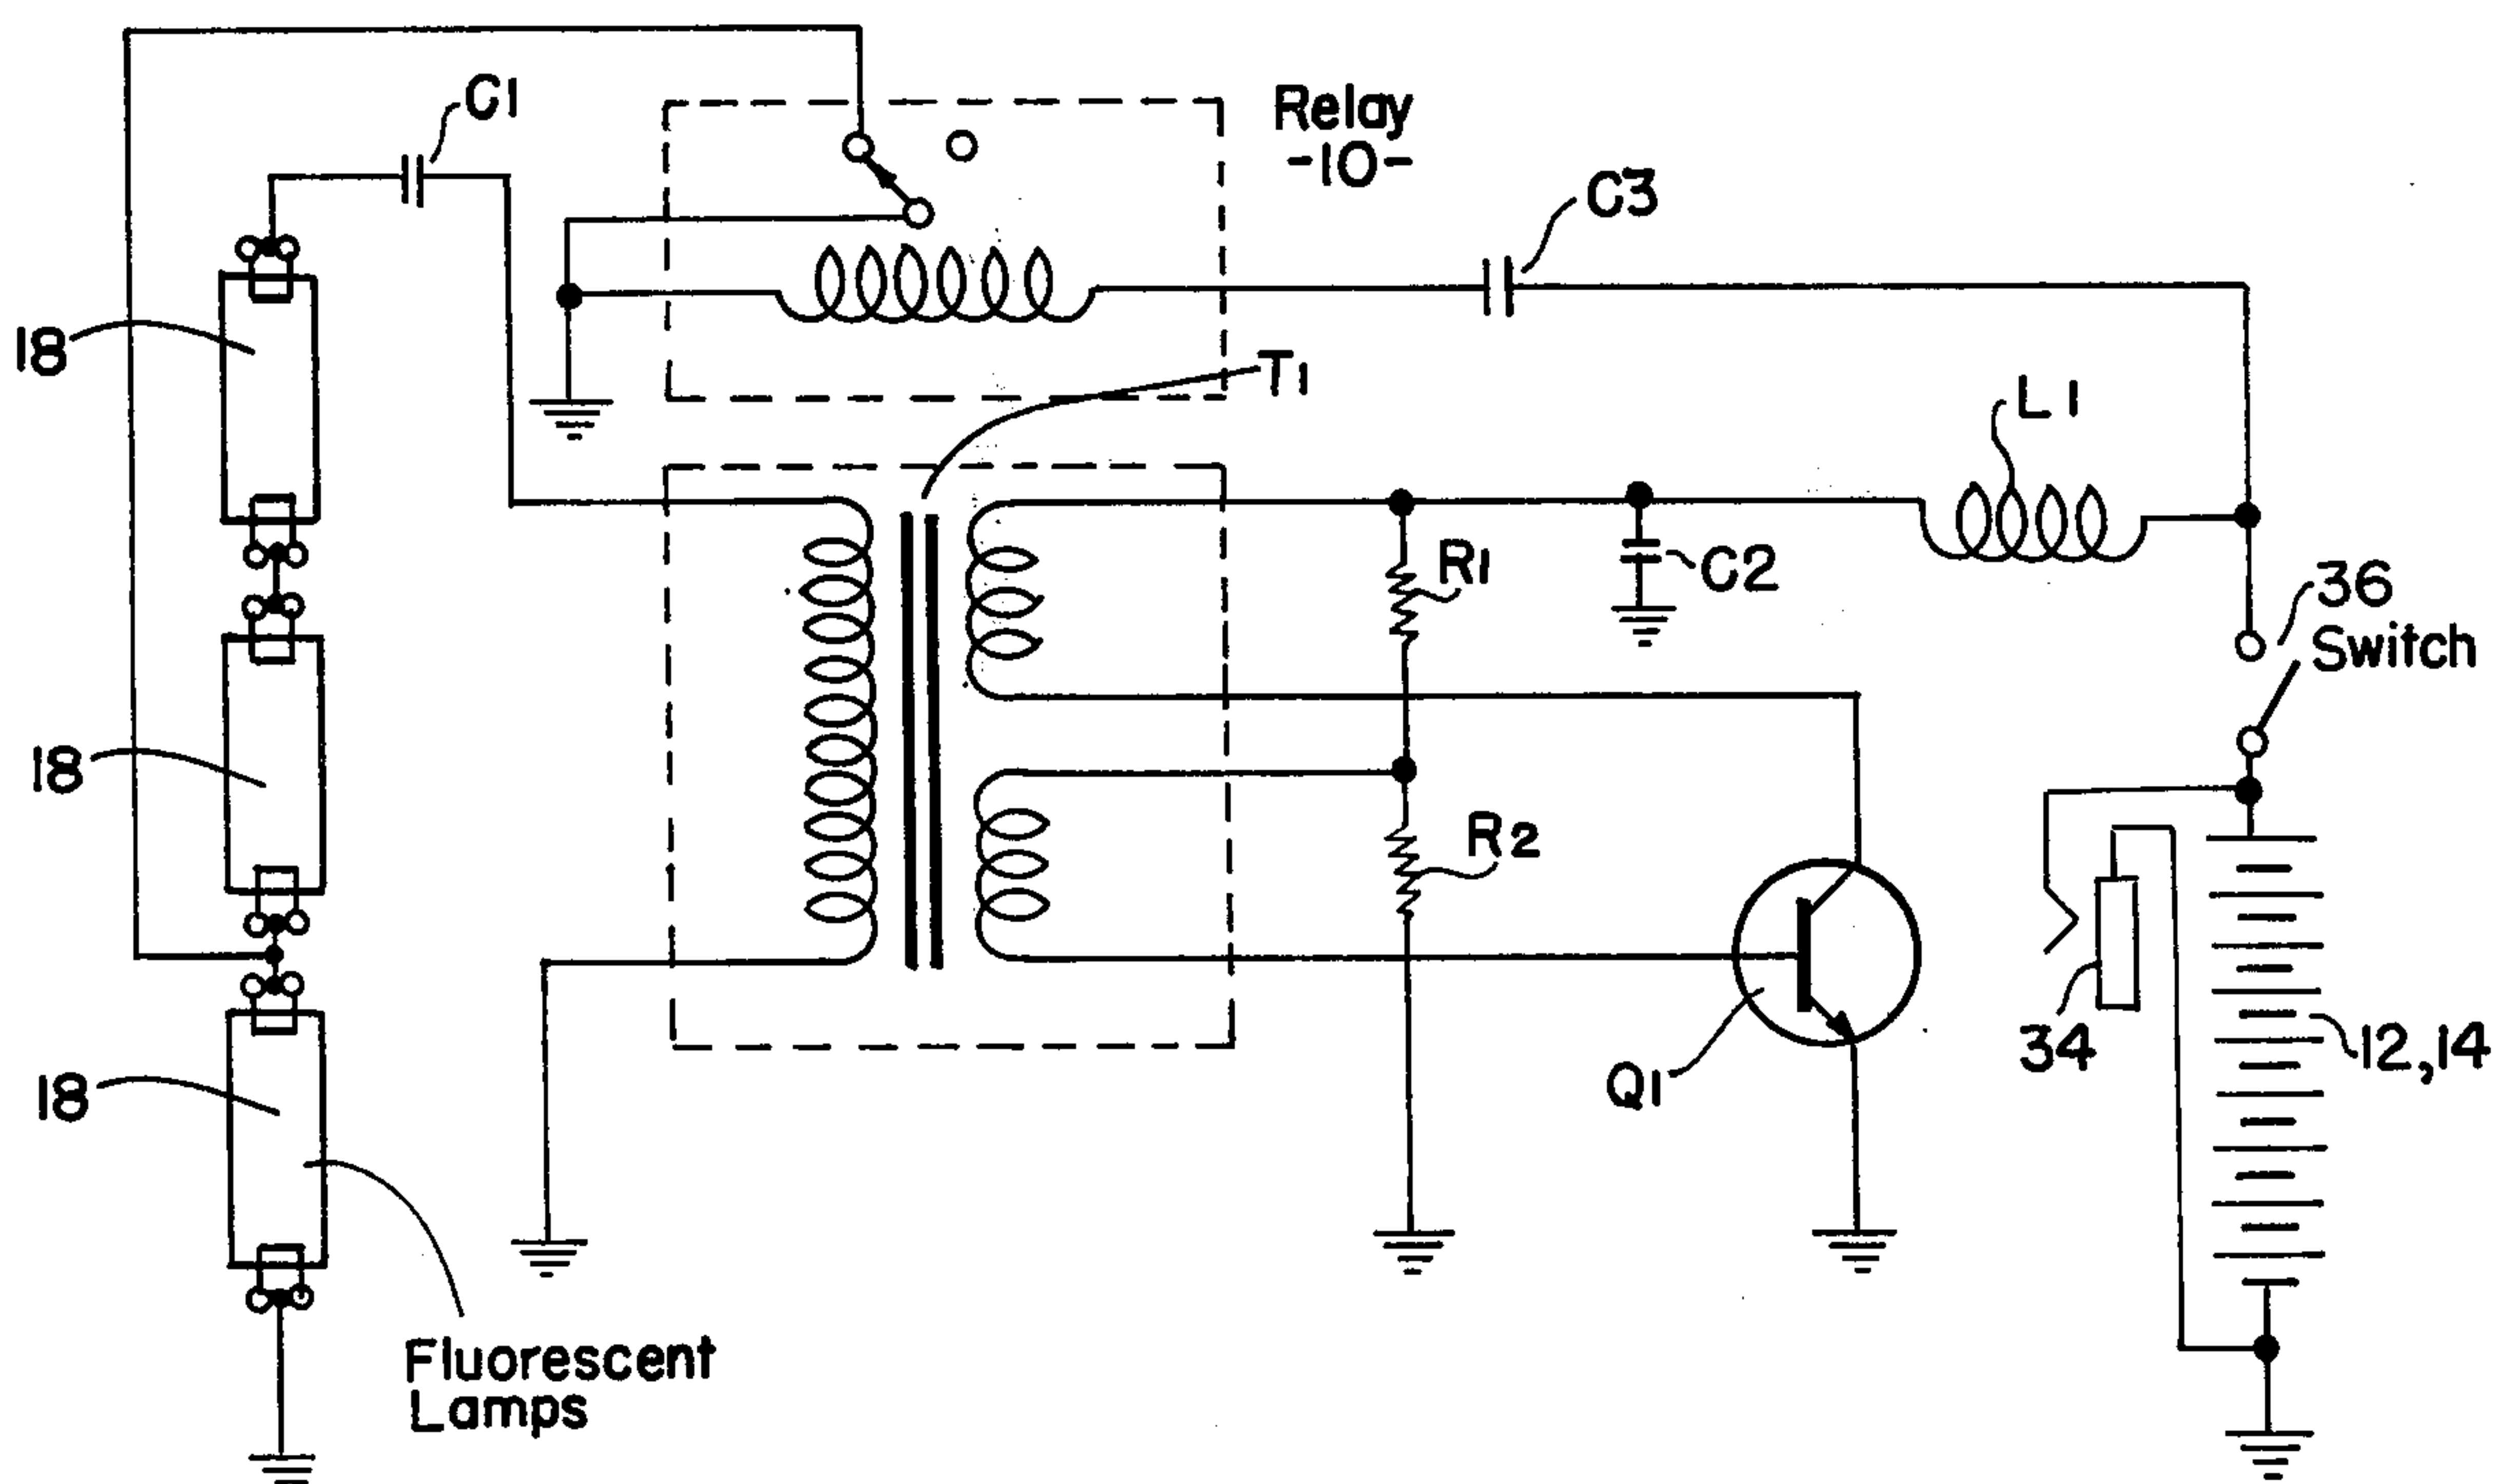 C1
Relay
-10-
C3
18
T1
L1
R1
C2
36
Switch
18
R2
34
12,14
Q1
18
Fluorescent
Lamps